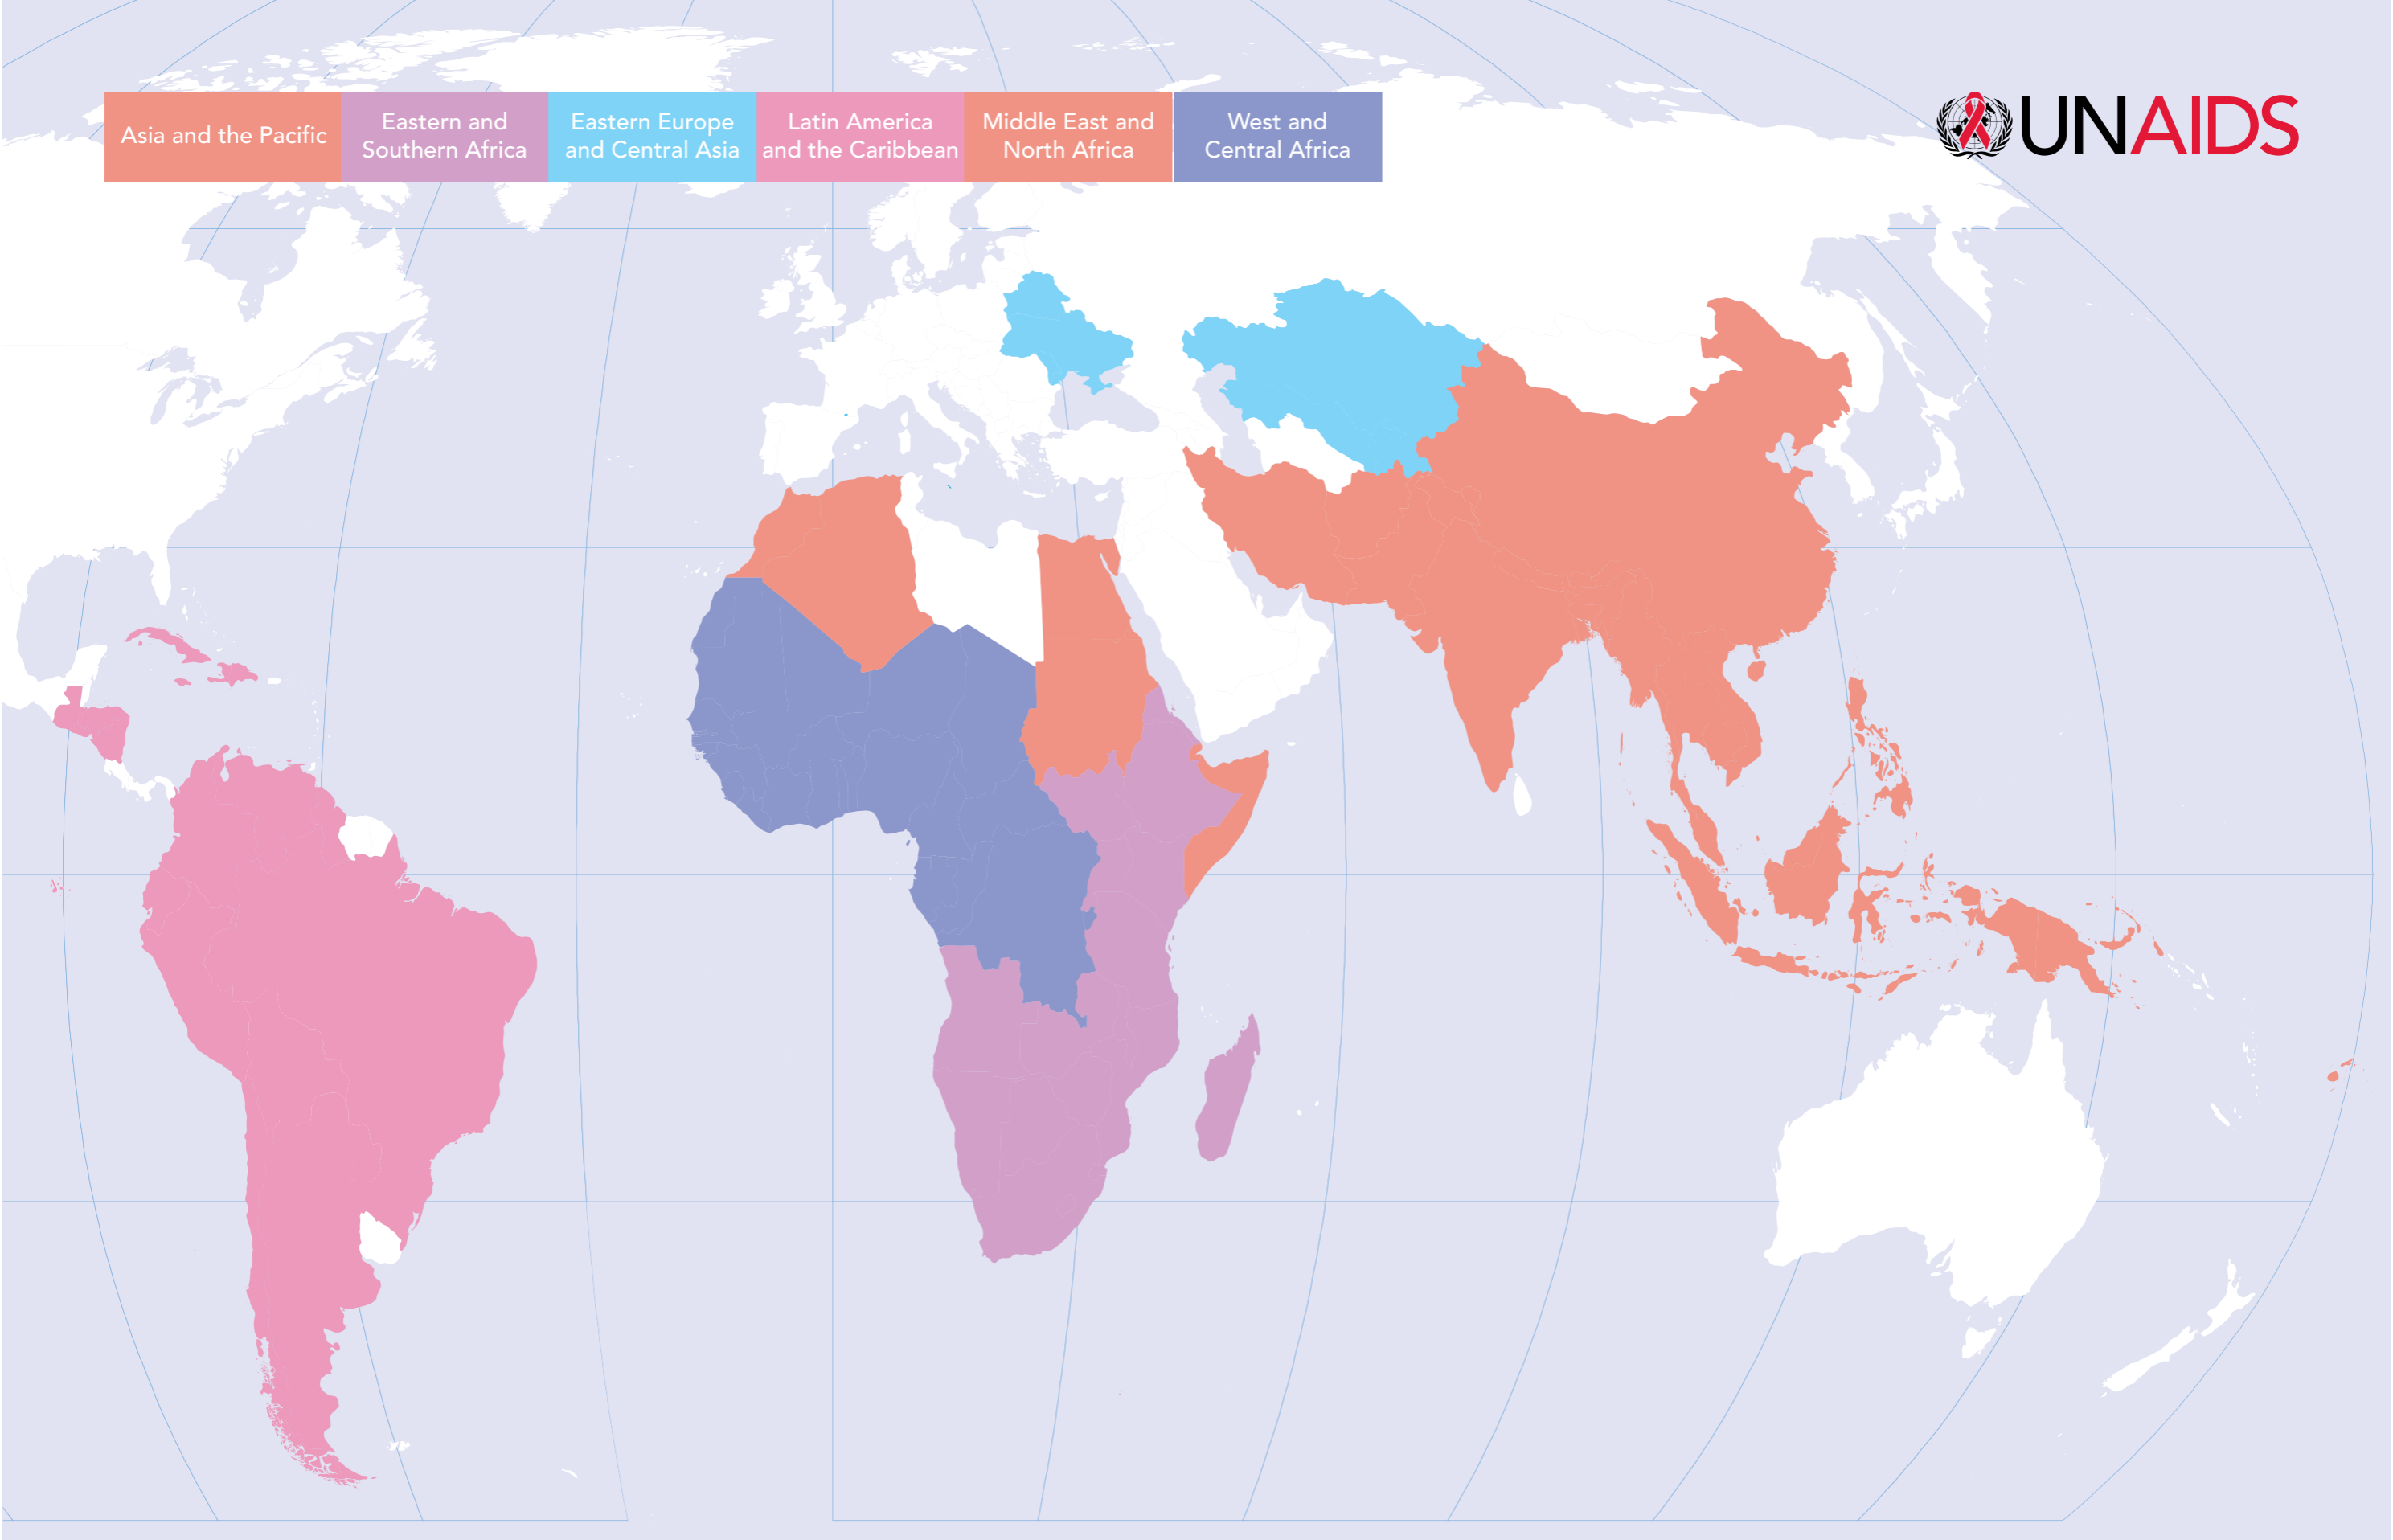 Asia and the Pacific
Eastern and
Southern Africa
Eastern Europe
and Central Asia
Latin America
and the Caribbean
Middle East and
North Africa
West and
Central Africa
UNAIDS